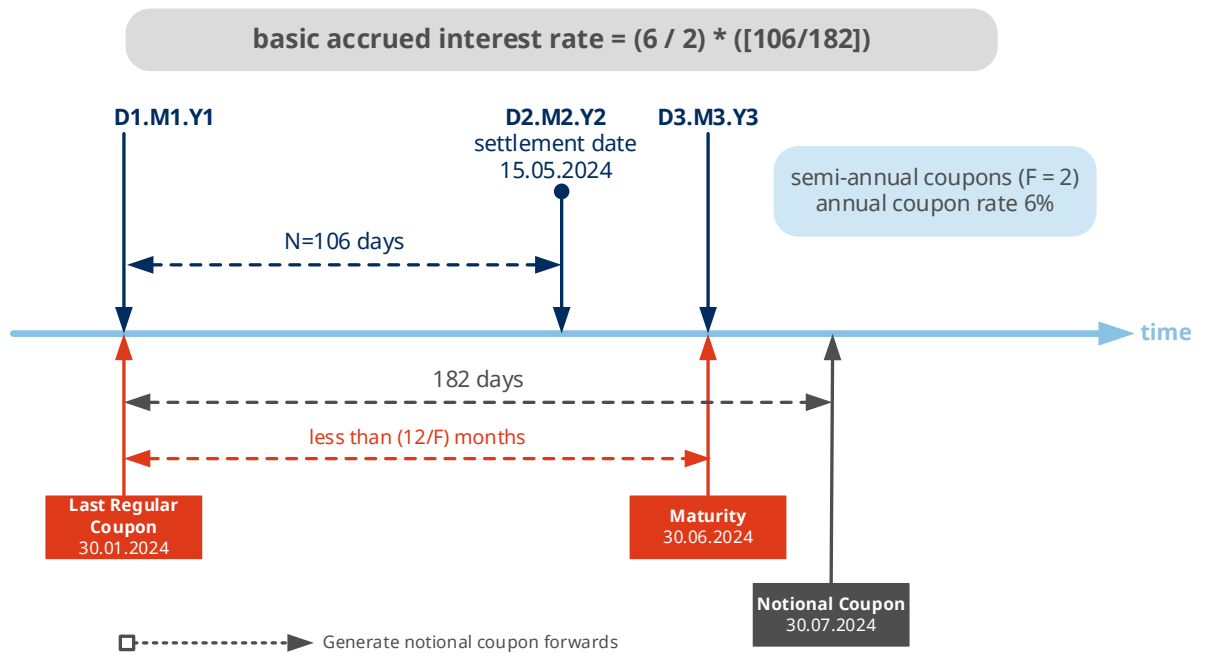 basic accrued interest rate = (6 / 2) * ([106/182])
D1.M1.Y1
D2.M2.Y2
settlement date
15.05.2024
D3.M3.Y3
semi-annual coupons (F = 2)
annual coupon rate 6%
N=106 days
time
182 days
less than (12/F) months
Last Regular
Coupon
30.01.2024
Maturity
30.06.2024
Notional Coupon
30.07.2024
Generate notional coupon forwards